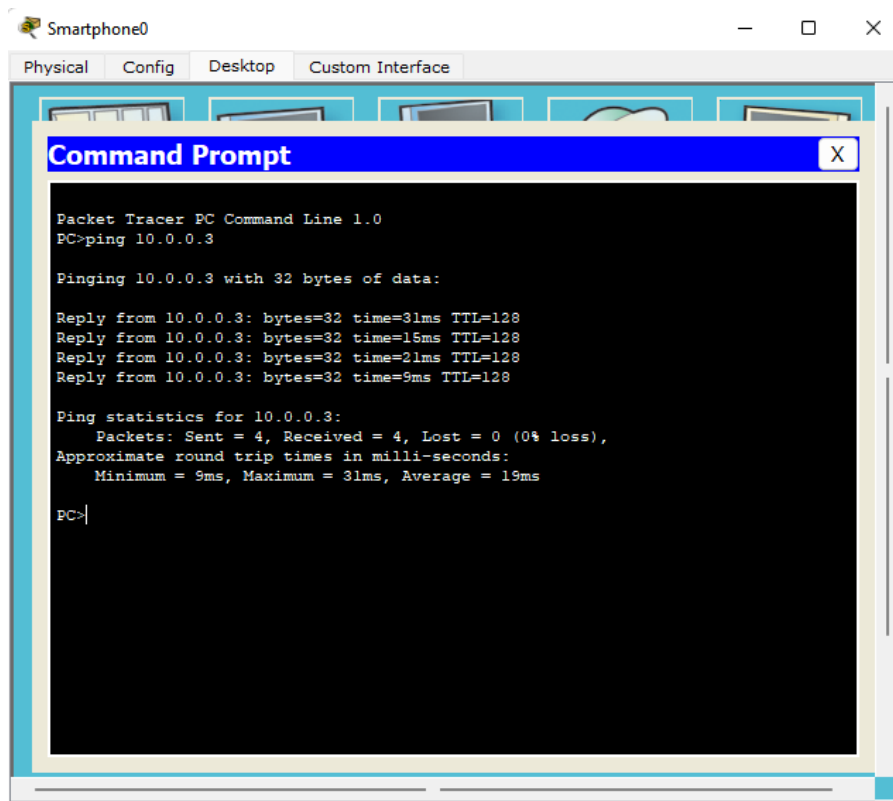 Smartphone0
Physical Config Desktop Custom Interface
Command Prompt X
Packet Tracer PC Command Line 1.0
PC>ping 10.0.0.3
Pinging 10.0.0.3 with 32 bytes of data:
Reply from 10.0.0.3: bytes=32 time=31ms TTL=128
Reply from 10.0.0.3: bytes=32 time=15ms TTL=128
Reply from 10.0.0.3: bytes=32 time=21ms TTL=128
Reply from 10.0.0.3: bytes=32 time=9ms TTL=128
Ping statistics for 10.0.0.3:
Packets: Sent = 4, Received = 4, Lost = 0 (0% loss),
Approximate round trip times in milli-seconds:
Minimum = 9ms, Maximum = 31ms, Average = 19ms
PC>